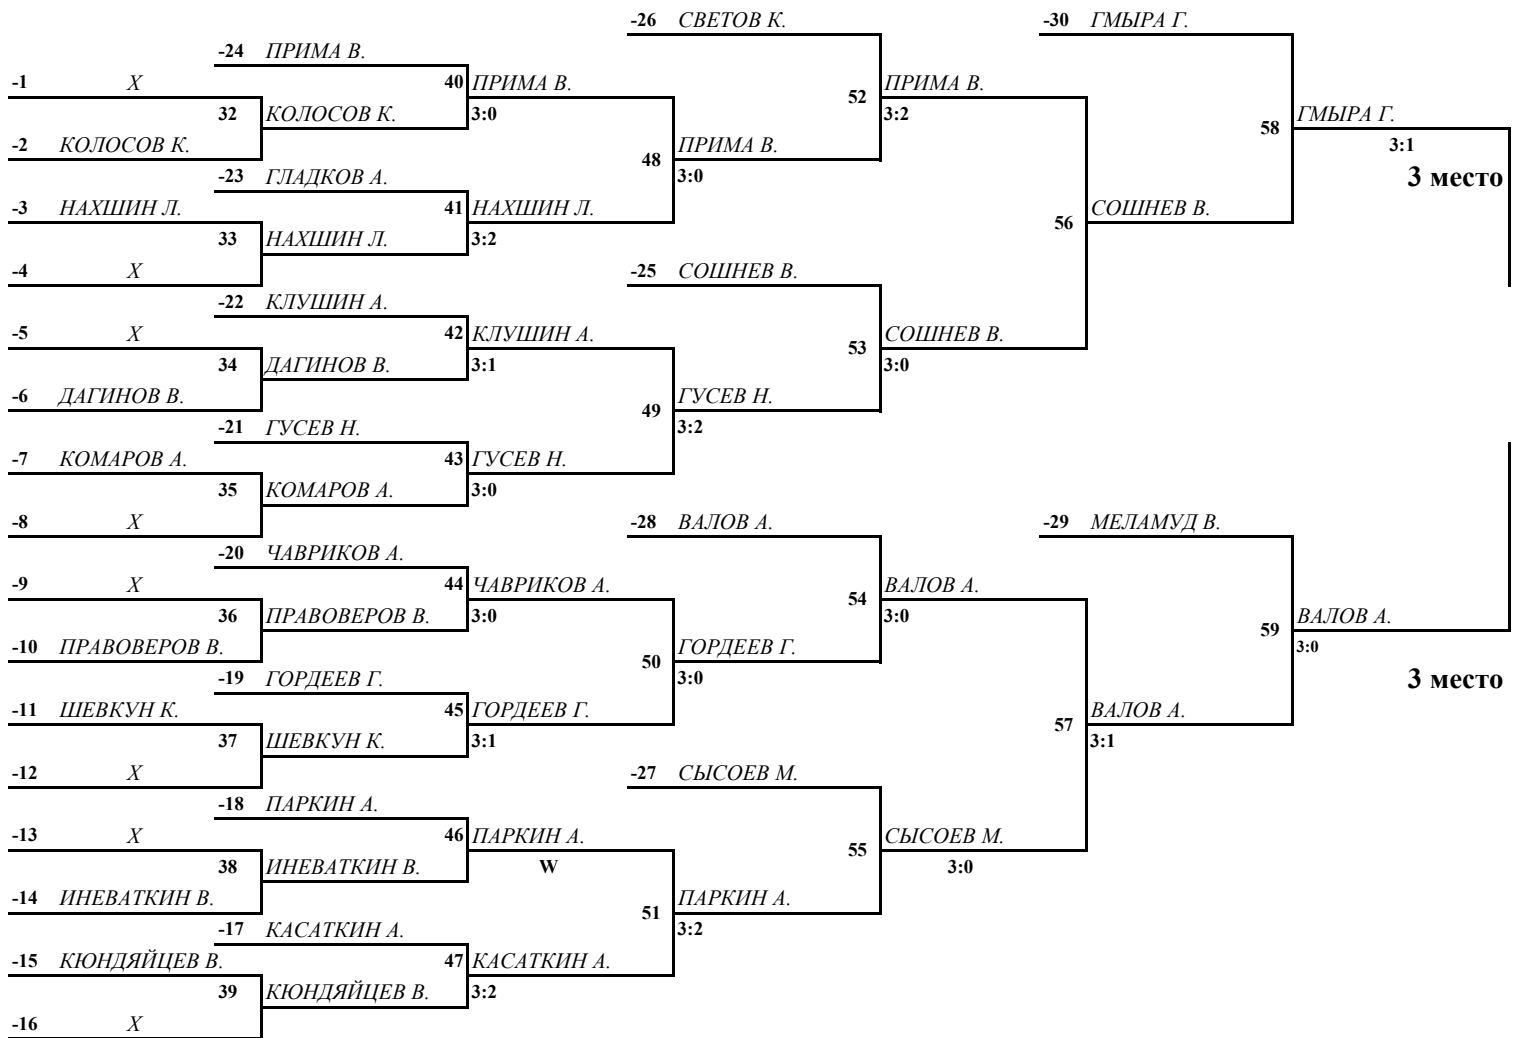 -26 СВЕТОВ К. -30 ГМЫРА Г.
-24 ПРИМА В.
-1 X 40 ПРИМА В. 52 ПРИМА В.
32 КОЛОСОВ К. 3:0 3:2 58 ГМЫРА Г.
-2 КОЛОСОВ К. 48 ПРИМА В. 3:1
-23 ГЛАДКОВ А. 3:0 3 место
-3 НАХШИН Л. 41 НАХШИН Л. 56 СОШНЕВ В.
33 НАХШИН Л. 3:2
-4 X -25 СОШНЕВ В.
-22 КЛУШИН А.
-5 X 42 КЛУШИН А. 53 СОШНЕВ В.
34 ДАГИНОВ В. 3:1 3:0
-6 ДАГИНОВ В. 49 ГУСЕВ Н.
-21 ГУСЕВ Н. 3:2
-7 КОМАРОВ А. 43 ГУСЕВ Н.
35 КОМАРОВ А. 3:0
-8 X -28 ВАЛОВ А. -29 МЕЛАМУД В.
-20 ЧАВРИКОВ А.
-9 X 44 ЧАВРИКОВ А. 54 ВАЛОВ А.
36 ПРАВОВЕРОВ В. 3:0 3:0 59 ВАЛОВ А.
-10 ПРАВОВЕРОВ В. 50 ГОРДЕЕВ Г. 3:0
-19 ГОРДЕЕВ Г. 3:0 3 место
-11 ШЕВКУН К. 45 ГОРДЕЕВ Г. 57 ВАЛОВ А.
37 ШЕВКУН К. 3:1 3:1
-12 X -27 СЫСОЕВ М.
-18 ПАРКИН А.
-13 X 46 ПАРКИН А. 55 СЫСОЕВ М.
38 ИНЕВАТКИН В. W 3:0
-14 ИНЕВАТКИН В. 51 ПАРКИН А.
-17 КАСАТКИН А. 3:2
-15 КЮНДЯЙЦЕВ В. 47 КАСАТКИН А.
39 КЮНДЯЙЦЕВ В. 3:2
-16 X